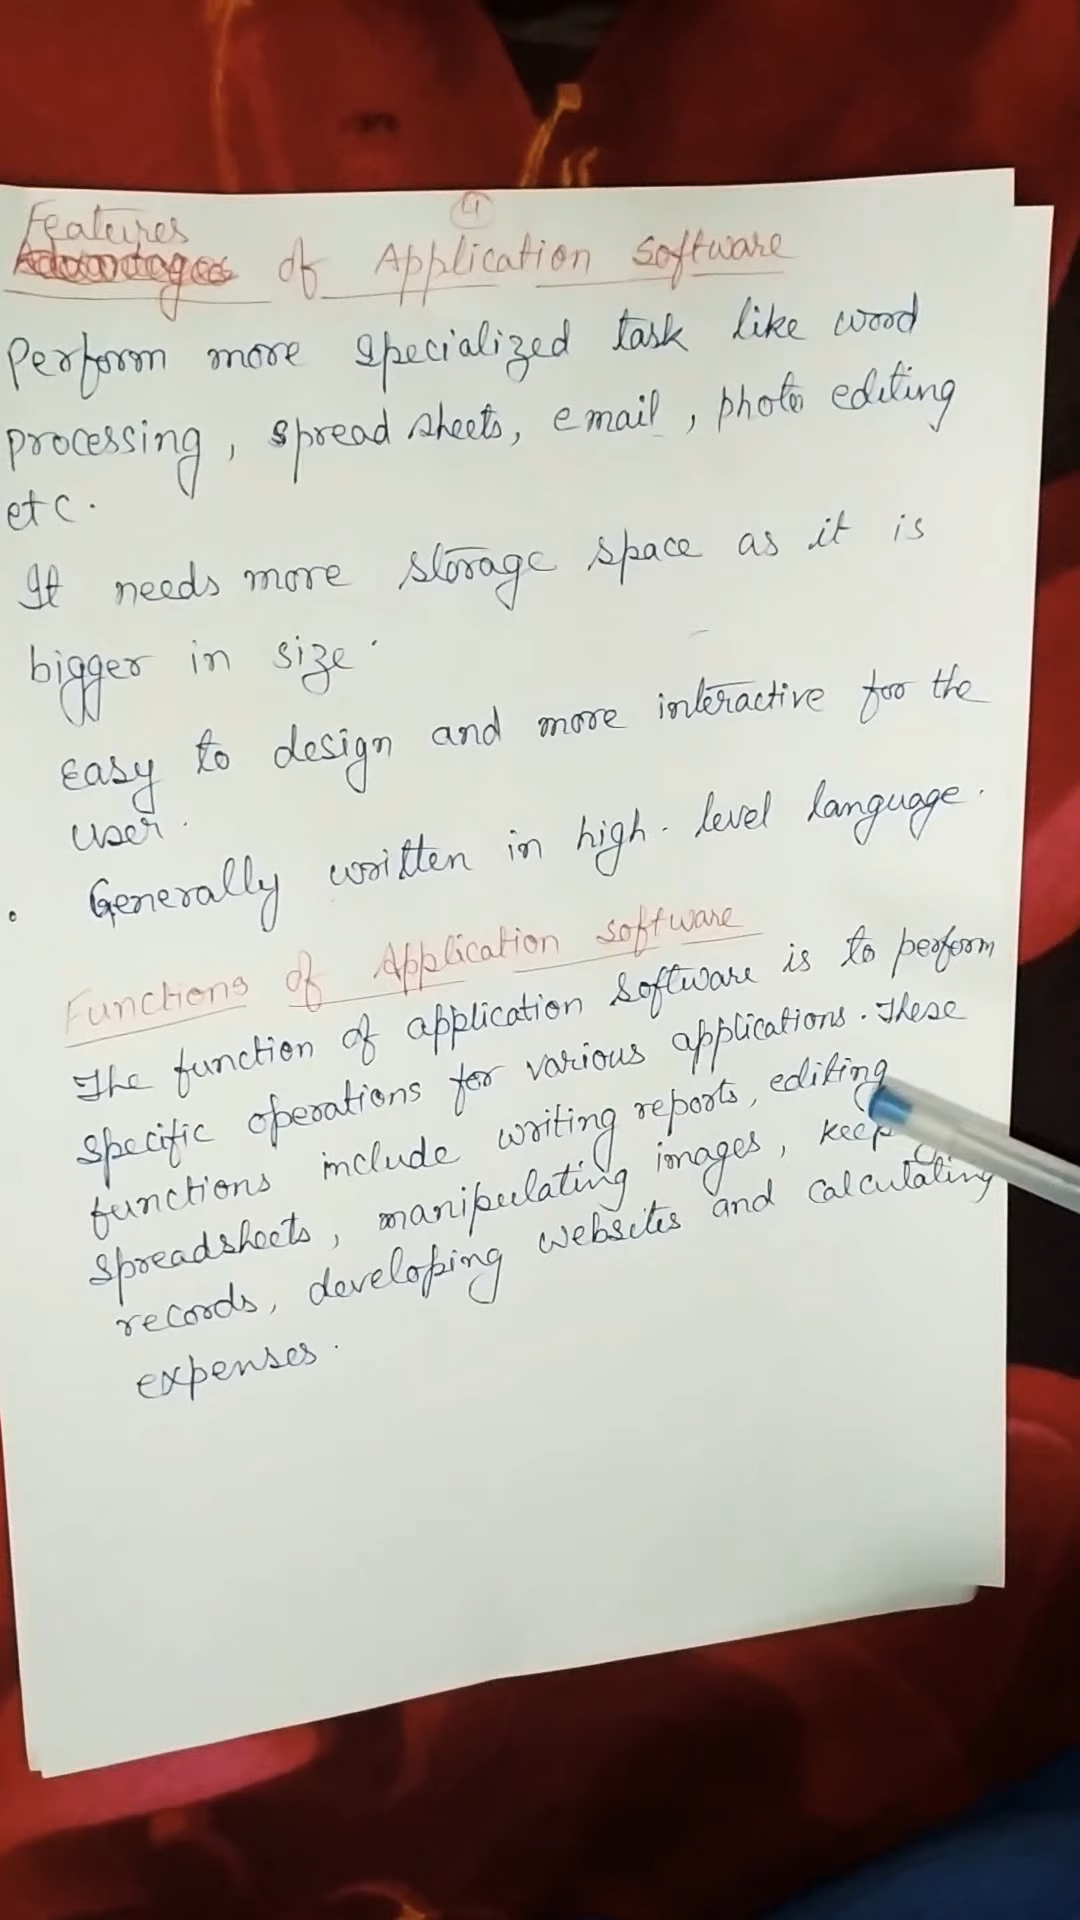 4
Features
Advantages of Application Software
Perform more specialized task like word
processing, spread sheets, email, photo editing
etc.
It needs more storage space as it is
bigger in size.
Easy to design and more interactive for the
user.
• Generally written in high-level language.
Functions of Application software
The function of application software is to perform
specific operations for various applications. These
functions include writing reports, editing
spreadsheets, manipulating images,
records, developing websites and calculating
expenses.